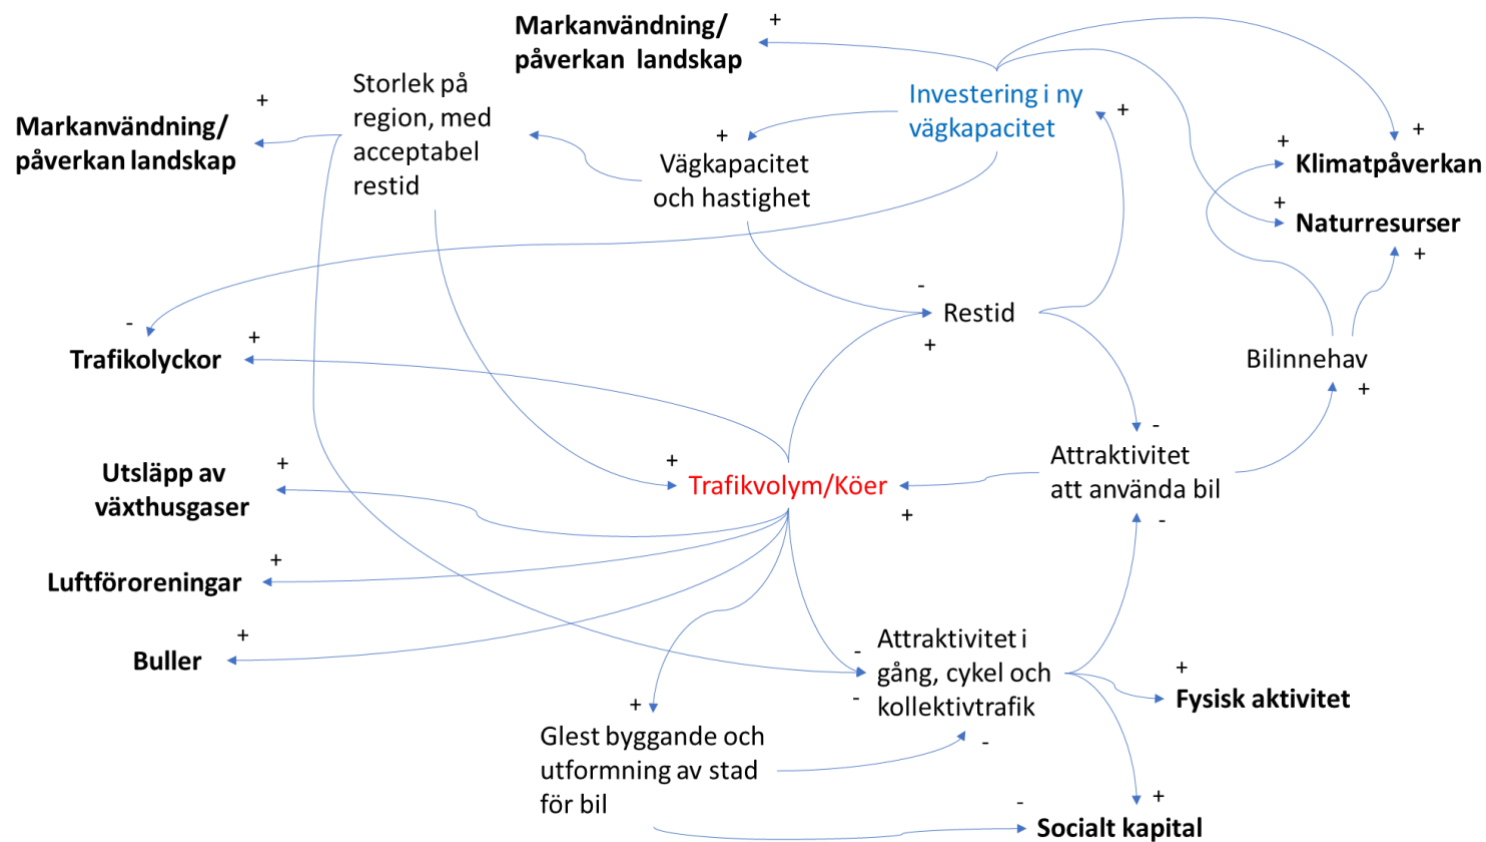 Markanvändning/
påverkan landskap
+
Storlek på
region, med
acceptabel
restid
+
Markanvändning/
påverkan landskap
Investering i ny
vägkapacitet
+
+
Vägkapacitet
och hastighet
+
+
Klimatpåverkan
+
Naturresurser
+
-
Restid
+
-
Trafikolyckor
+
Bilinnehav
+
-
Attraktivitet
att använda bil
-
+
Trafikvolym/Köer
+
Utsläpp av
växthusgaser
+
Luftföroreningar
+
Buller
+
-
Attraktivitet i
gång, cykel och
kollektivtrafik
-
-
+
Fysisk aktivitet
+
Glest byggande och
utformning av stad
för bil
-
+
Socialt kapital